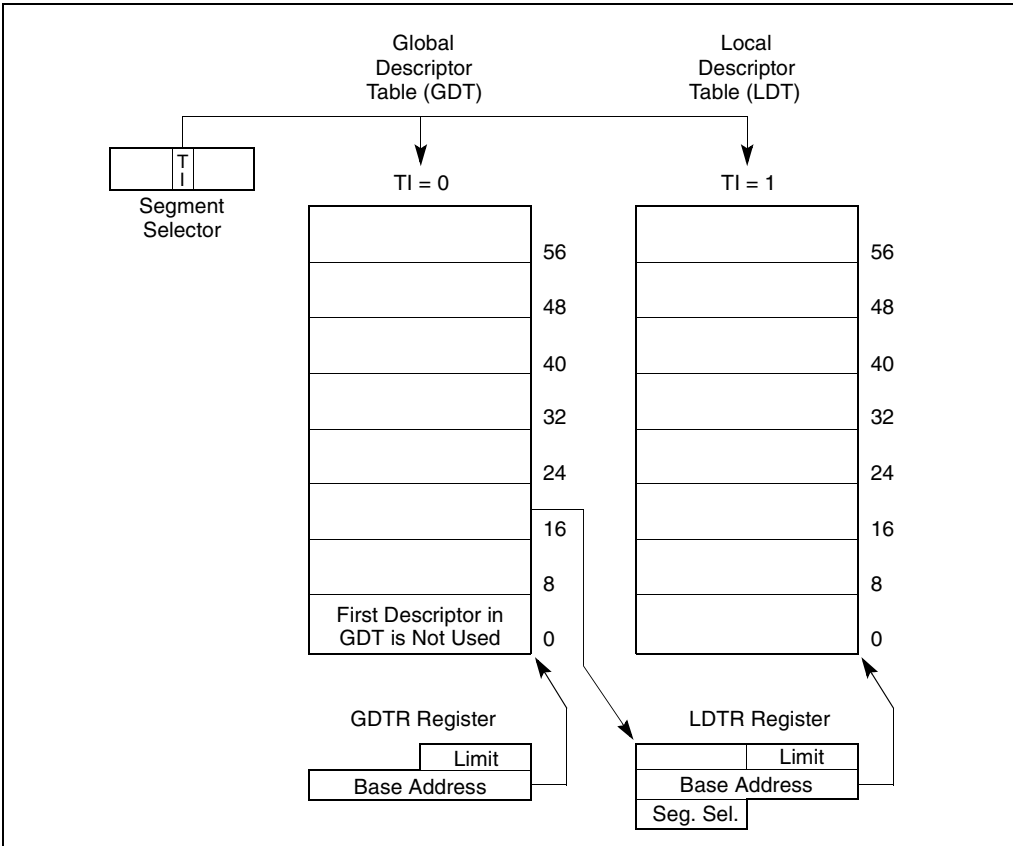 Global
Descriptor
Table (GDT)
Local
Descriptor
Table (LDT)
T
I
Segment
Selector
TI = 0
TI = 1
56
48
40
32
24
16
8
First Descriptor in
GDT is Not Used
0
56
48
40
32
24
16
8
0
GDTR Register
Limit
Base Address
LDTR Register
Limit
Base Address
Seg. Sel.